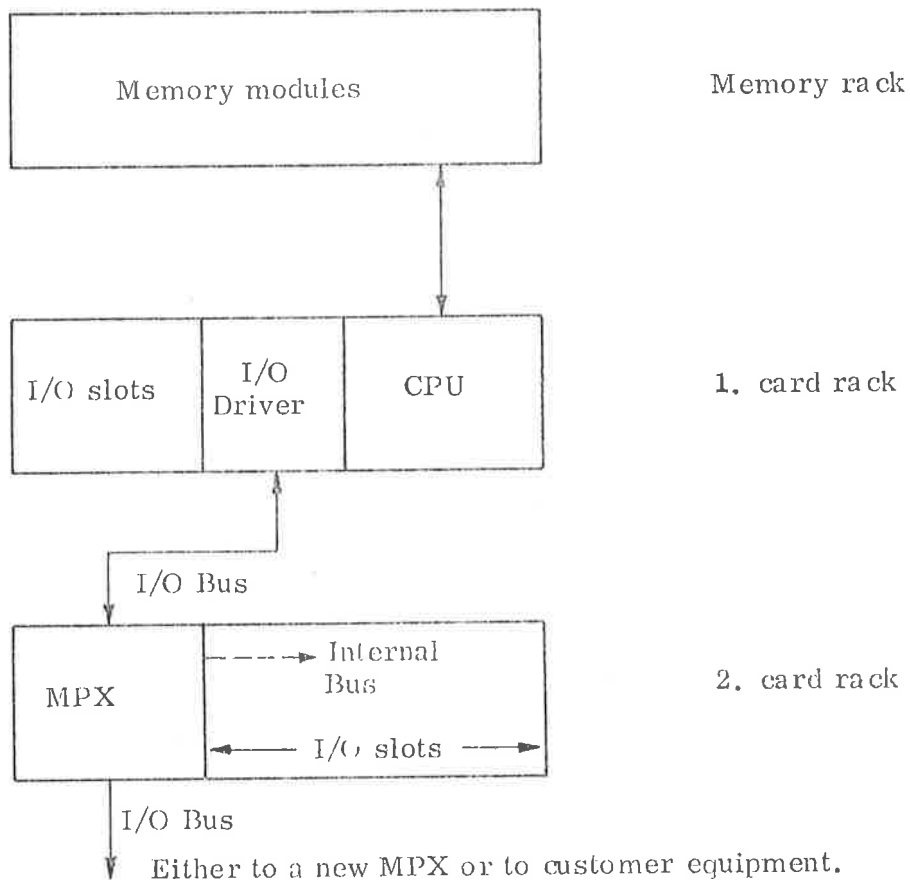 Memory modules
Memory rack
I/O slots
I/O
Driver
CPU
1. card rack
I/O Bus
MPX
Internal
Bus
I/O slots
2. card rack
I/O Bus
Either to a new MPX or to customer equipment.